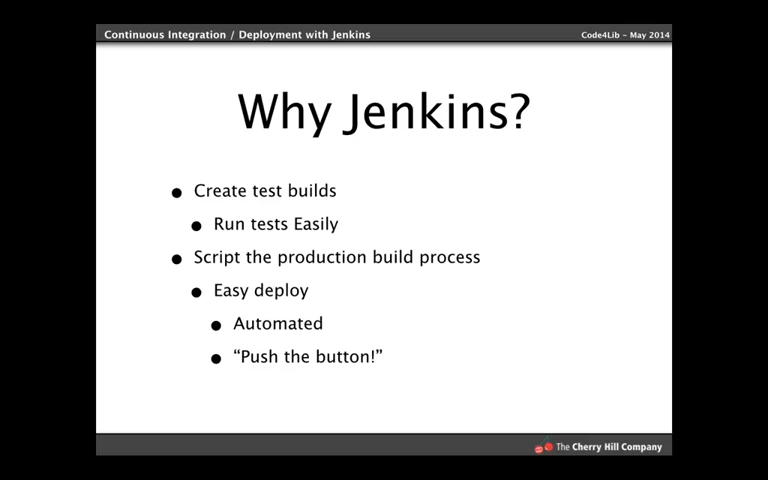 Continuous Integration / Deployment with Jenkins
Code4Lib - May 2014
Why Jenkins?
Create test builds
Run tests Easily
Script the production build process
Easy deploy
Automated
“Push the button!”
The Cherry Hill Company